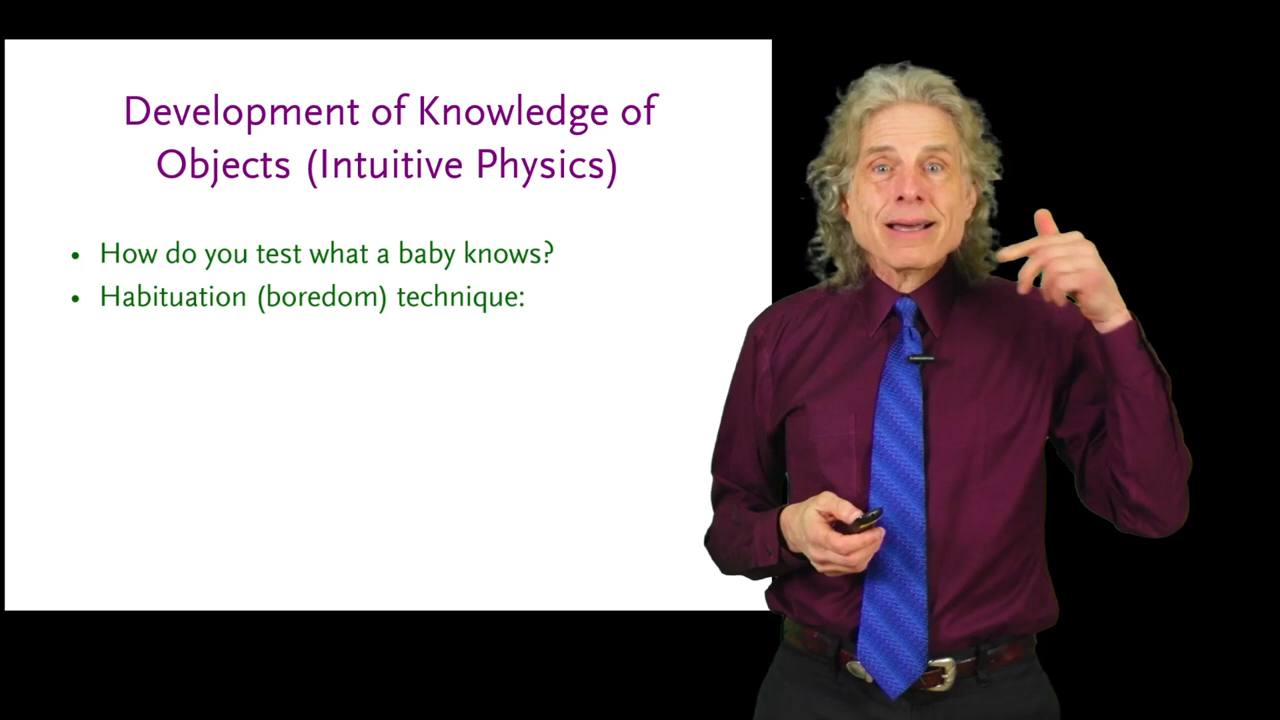 Development of Knowledge of
Objects (Intuitive Physics)
• How do you test what a baby knows?
• Habituation (boredom) technique: